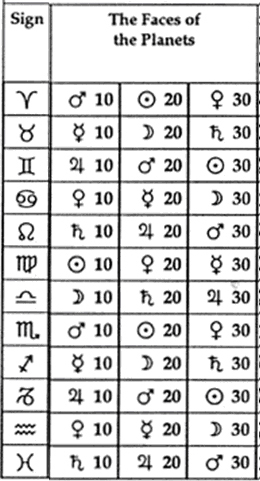 Sign The Faces of
the Planets
♈ ♂ 10 ☉ 20 ♀ 30
♉ ☿ 10 ☽ 20 ♄ 30
♊ ♃ 10 ♂ 20 ☉ 30
♋ ♀ 10 ☿ 20 ☽ 30
♌ ♄ 10 ♃ 20 ♂ 30
♍ ☉ 10 ♀ 20 ☿ 30
♎ ☽ 10 ♄ 20 ♃ 30
♏ ♂ 10 ☉ 20 ♀ 30
♐ ☿ 10 ☽ 20 ♄ 30
♑ ♃ 10 ♂ 20 ☉ 30
♒ ♀ 10 ☿ 20 ☽ 30
♓ ♄ 10 ♃ 20 ♂ 30